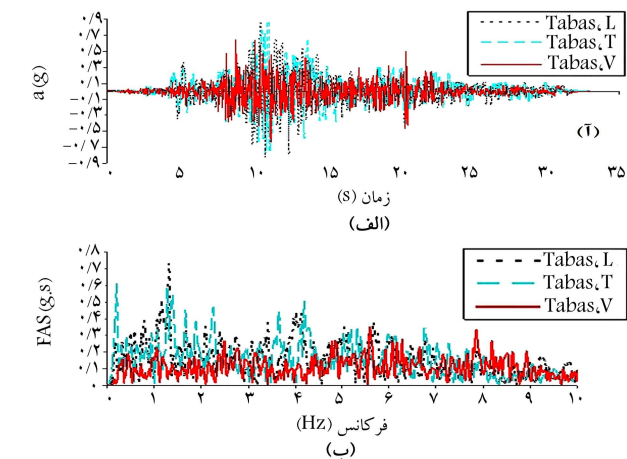 ۰/۹
۰/۷
۰/۵
۰/۳
۰/۱
−۰/۱
−۰/۳
−۰/۵
−۰/۷
−۰/۹
a (g)
Tabas، L
Tabas، T
Tabas، V
(آ)
۰ ۵ ۱۰ ۱۵ ۲۰ ۲۵ ۳۰ ۳۵
زمان (s)
(الف)
۰/۸
۰/۷
۰/۶
۰/۵
۰/۴
۰/۳
۰/۲
۰/۱
۰
FAS (g.s)
Tabas، L
Tabas، T
Tabas، V
۰ ۱ ۲ ۳ ۴ ۵ ۶ ۷ ۸ ۹ ۱۰
فرکانس (Hz)
(ب)